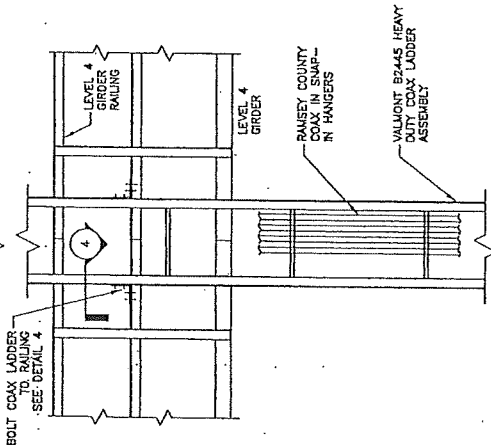 BOLT COAX LADDER
TO RAILING
SEE DETAIL 4
4
LEVEL 4
GIRDER
RAILING
LEVEL 4
GIRDER
RAMSEY COUNTY
COAX IN SNAP-
IN HANGERS
VALMONT B2445 HEAVY
DUTY COAX LADDER
ASSEMBLY